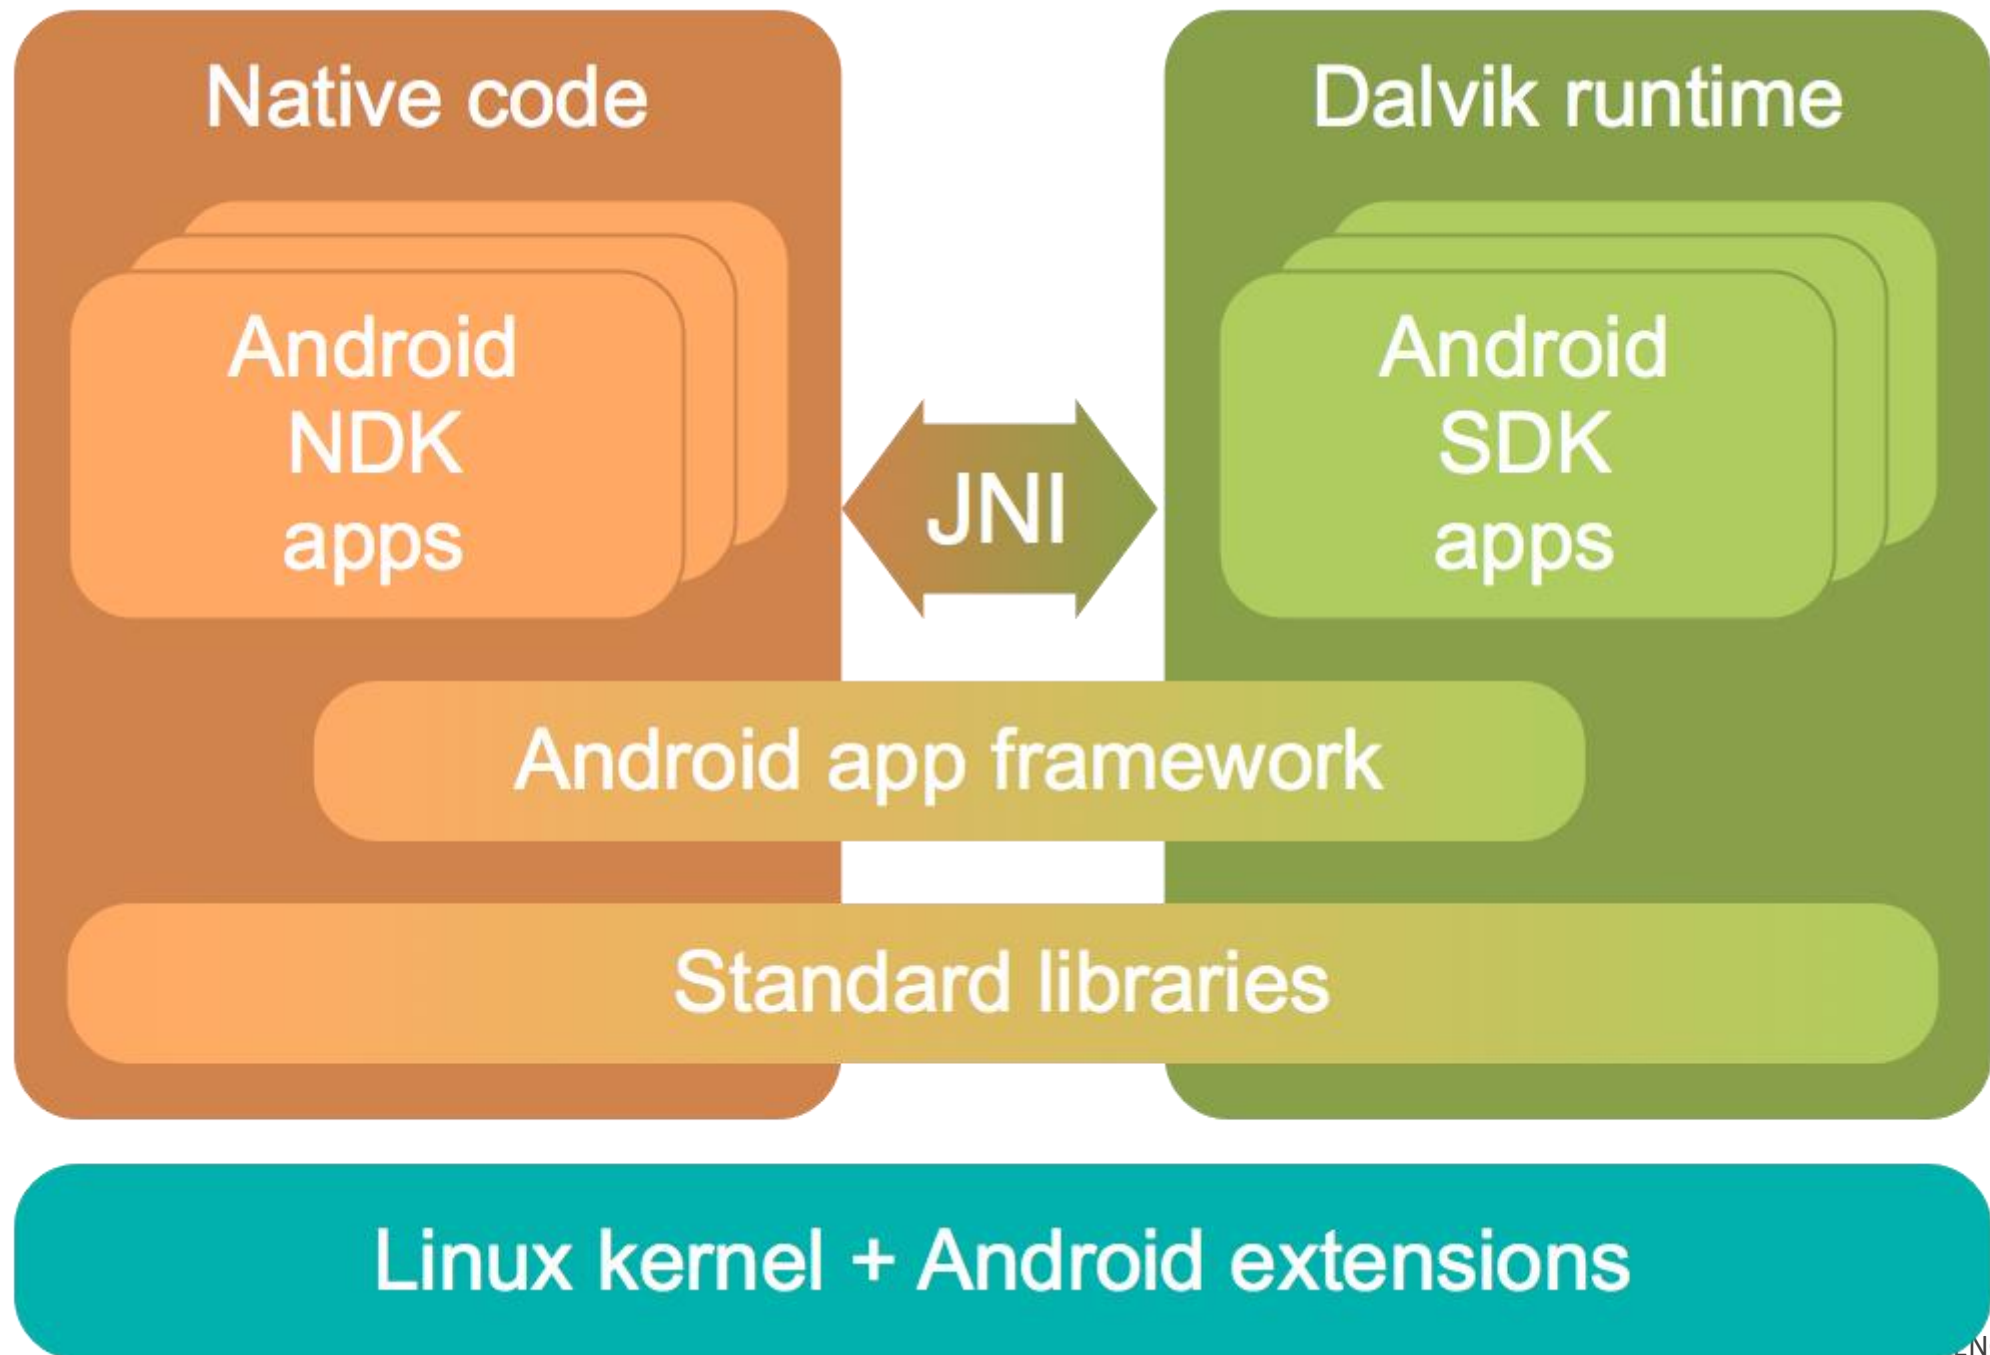 Native code
Dalvik runtime
Android
NDK
apps
JNI
Android
SDK
apps
Android app framework
Standard libraries
Linux kernel + Android extensions